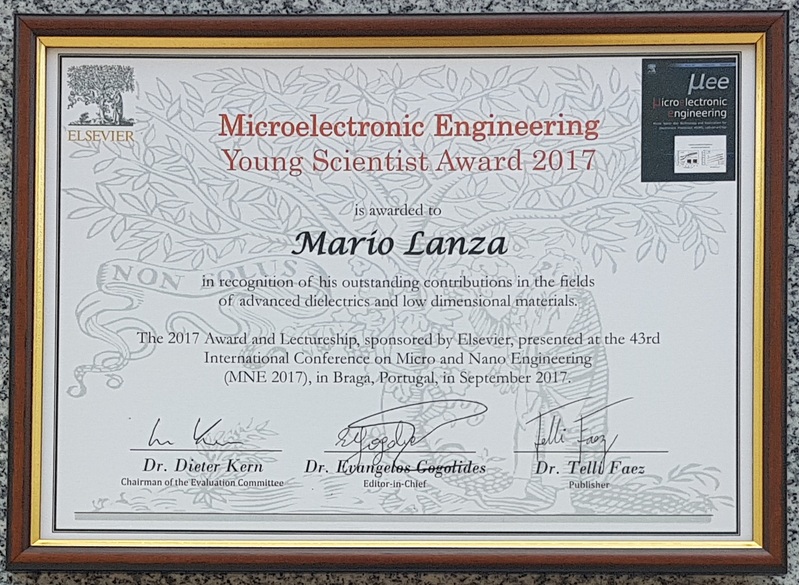 ELSEVIER
µee
Microelectronic
Engineering
Microelectronic Engineering
Young Scientist Award 2017
is awarded to
Mario Lanza
NON SOLUS
in recognition of his outstanding contributions in the fields
of advanced dielectrics and low dimensional materials.
The 2017 Award and Lectureship, sponsored by Elsevier, presented at the 43rd
International Conference on Micro and Nano Engineering
(MNE 2017), in Braga, Portugal, in September 2017.
Telli Faez
Dr. Dieter Kern
Chairman of the Evaluation Committee
Dr. Evangelos Gogolides
Editor-in-Chief
Dr. Telli Faez
Publisher